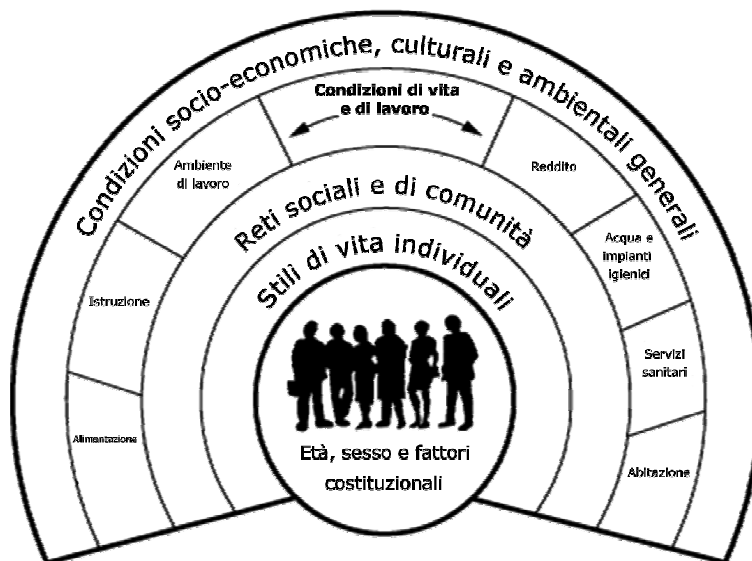 Condizioni socio-economiche, culturali e ambientali generali
Condizioni di vita
e di lavoro
Ambiente
di lavoro
Reddito
Reti sociali e di comunità
Acqua e
impianti
igienici
Stili di vita individuali
Istruzione
Servizi
sanitari
Alimantazione
Età, sesso e fattori
costituzionali
Abitazione